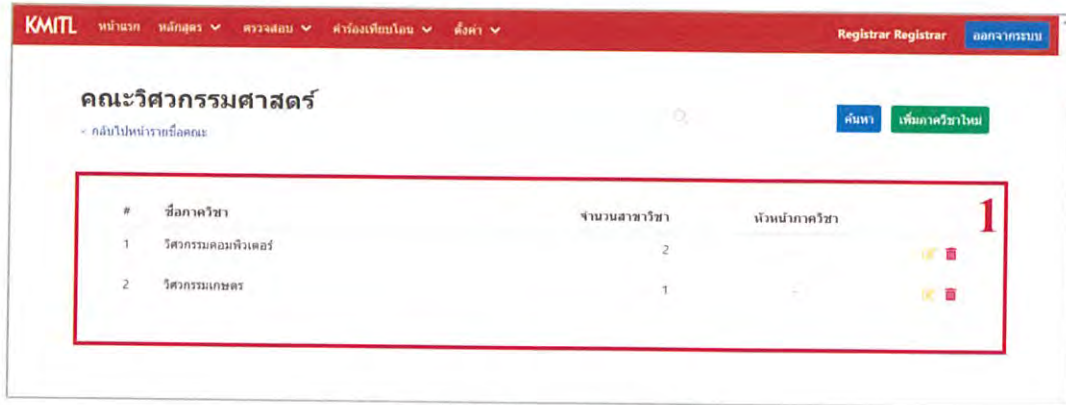 KMITL หน้าแรก หลักสูตร ตรวจสอบ คำร้องเทียบโอน ตั้งค่า Registrar Registrar ออกจากระบบ
คณะวิศวกรรมศาสตร์
< กลับไปหน้ารายชื่อคณะ
ค้นหา เพิ่มภาควิชาใหม่
# ชื่อภาควิชา จำนวนสาขาวิชา หัวหน้าภาควิชา 1
1 วิศวกรรมคอมพิวเตอร์ 2
2 วิศวกรรมเกษตร 1 -